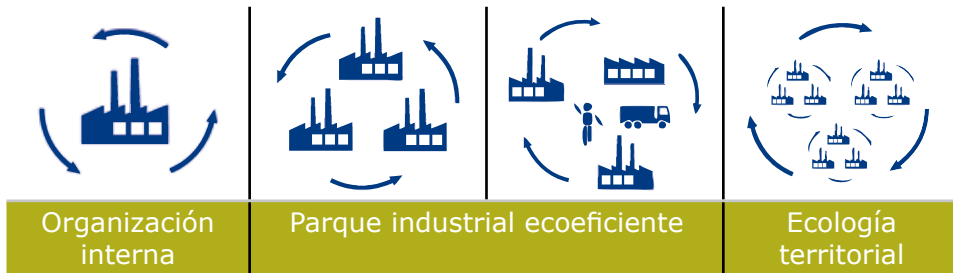 Organización
interna
Parque industrial ecoeficiente
Ecología
territorial